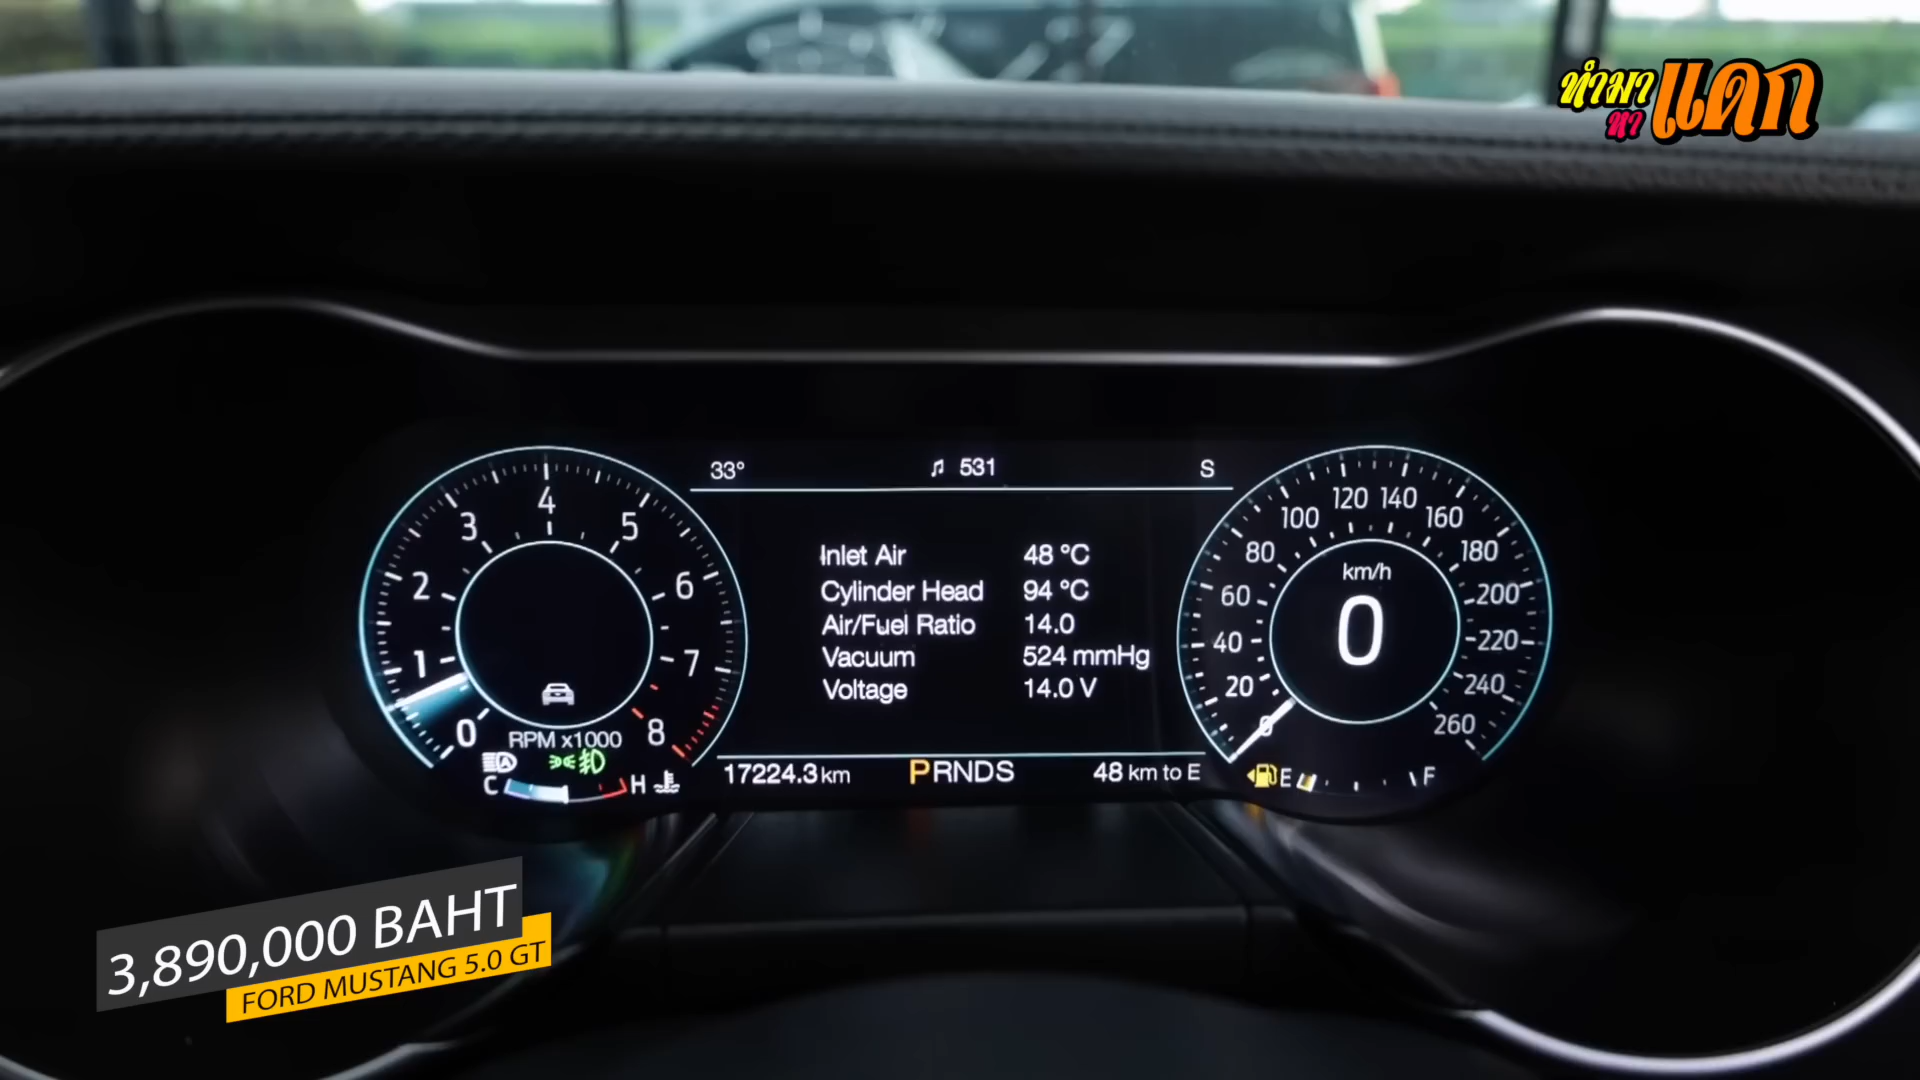 ทำมา
หา
แดก
33° 531 S
4
3
5
2
6
1
7
0
8
RPM x1000
C
H
Inlet Air 48 °C
Cylinder Head 94 °C
Air/Fuel Ratio 14.0
Vacuum 524 mmHg
Voltage 14.0 V
17224.3 km PRNDS 48 km to E
120 140
100 160
80 180
60 200
40 220
20 240
0 260
km/h
0
E F
3,890,000 BAHT
FORD MUSTANG 5.0 GT